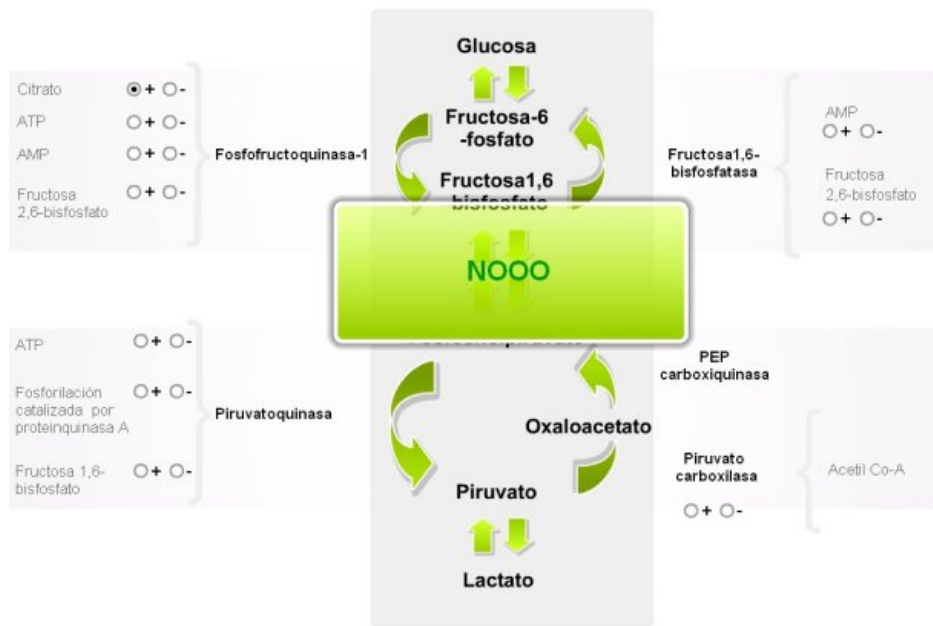 Glucosa
Citrato + -
ATP + -
AMP + -
Fructosa + -
2,6-bisfosfato
Fosfofructoquinasa-1
Fructosa-6
-fosfato
Fructosa1,6
bisfosfato
Fructosa1,6-
bisfosfatasa
AMP
+ -
Fructosa
2,6-bisfosfato
+ -
NOOO
ATP + -
Fosforilación + -
catalizada por
proteinquinasa A
Fructosa 1,6- + -
bisfosfato
Piruvatoquinasa
PEP
carboxiquinasa
Oxaloacetato
Piruvato
Piruvato
carboxilasa
+ -
Acetil Co-A
Lactato